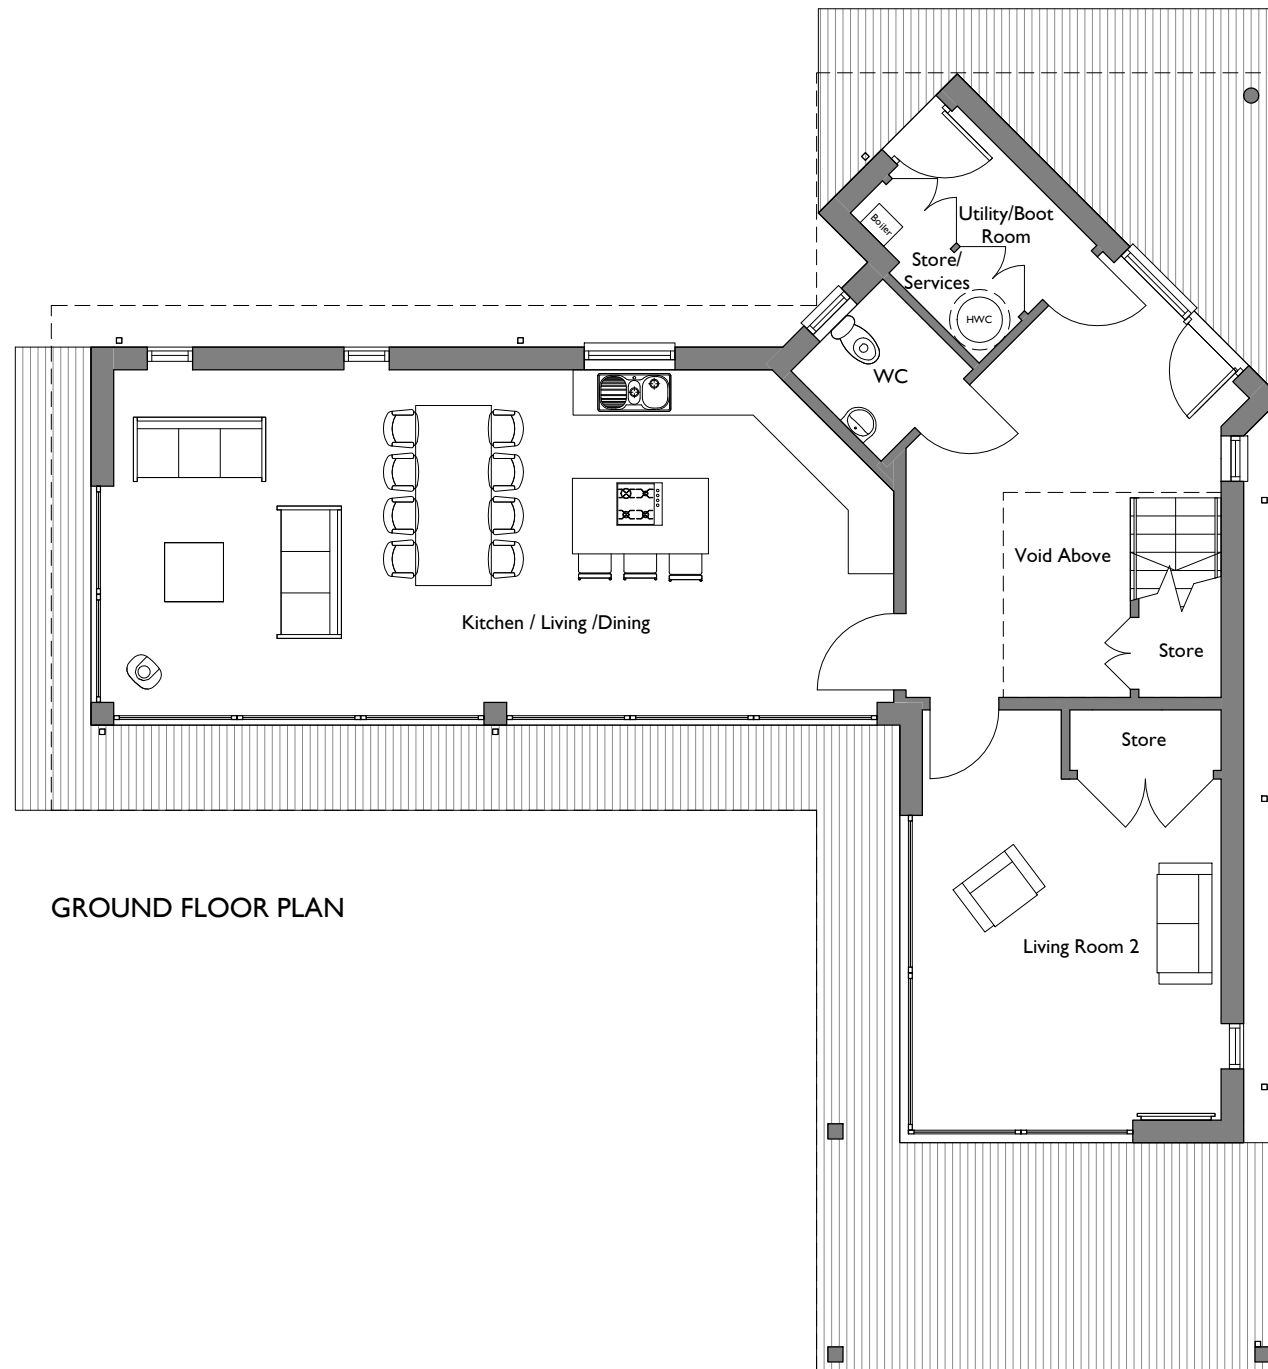 Utility/Boot
Room
Boiler
Store/
Services
HWC
WC
Void Above
Kitchen / Living /Dining
Store
Store
GROUND FLOOR PLAN
Living Room 2